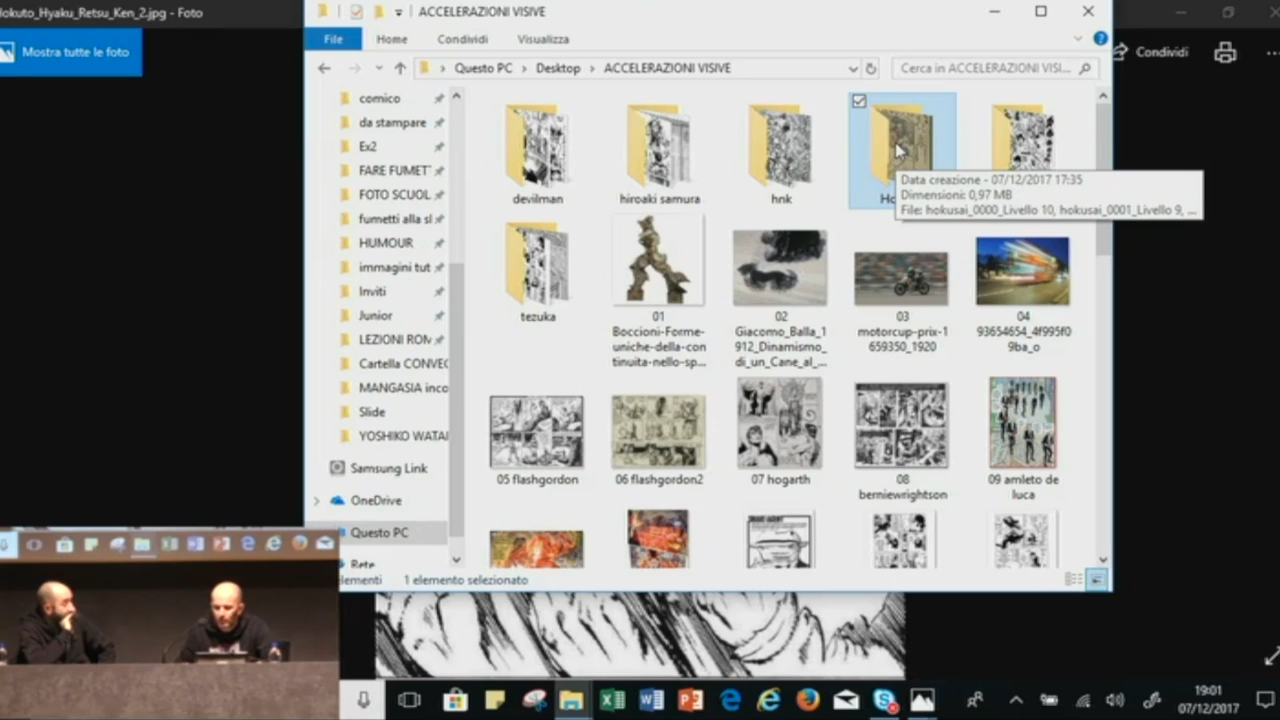 Hokuto_Hyaku_Retsu_Ken_2.jpg - Foto
Mostra tutte le foto
ACCELERAZIONI VISIVE
File
Home
Condividi
Visualizza
Condividi
Questo PC
Desktop
ACCELERAZIONI VISIVE
Cerca in ACCELERAZIONI VISI...
comico
da stampare
Ex2
FARE FUMET
FOTO SCUOL
fumetti alla sl
HUMOUR
immagini tut
Inviti
Junior
LEZIONI ROM
Cartella CONVEG
MANGASIA inco
Slide
YOSHIKO WATA
Samsung Link
OneDrive
Questo PC
Rete
devilman
hiroaki samura
hnk
Data creazione - 07/12/2017 17:35
Dimensioni: 0,97 MB
File: hokusai_0000_Livello 10, hokusai_0001_Livello 9, ...
tezuka
01
Boccioni-Forme-
uniche-della-con
tinuita-nello-sp...
02
Giacomo_Balla_1
912_Dinamismo_
di_un_Cane_al_...
03
motorcup-prix-1
659350_1920
04
93654654_4f995f0
9ba_o
05 flashgordon
06 flashgordon2
07 hogarth
08
berniewrightson
09 amleto de
luca
elementi
1 elemento selezionato
19:01
07/12/2017